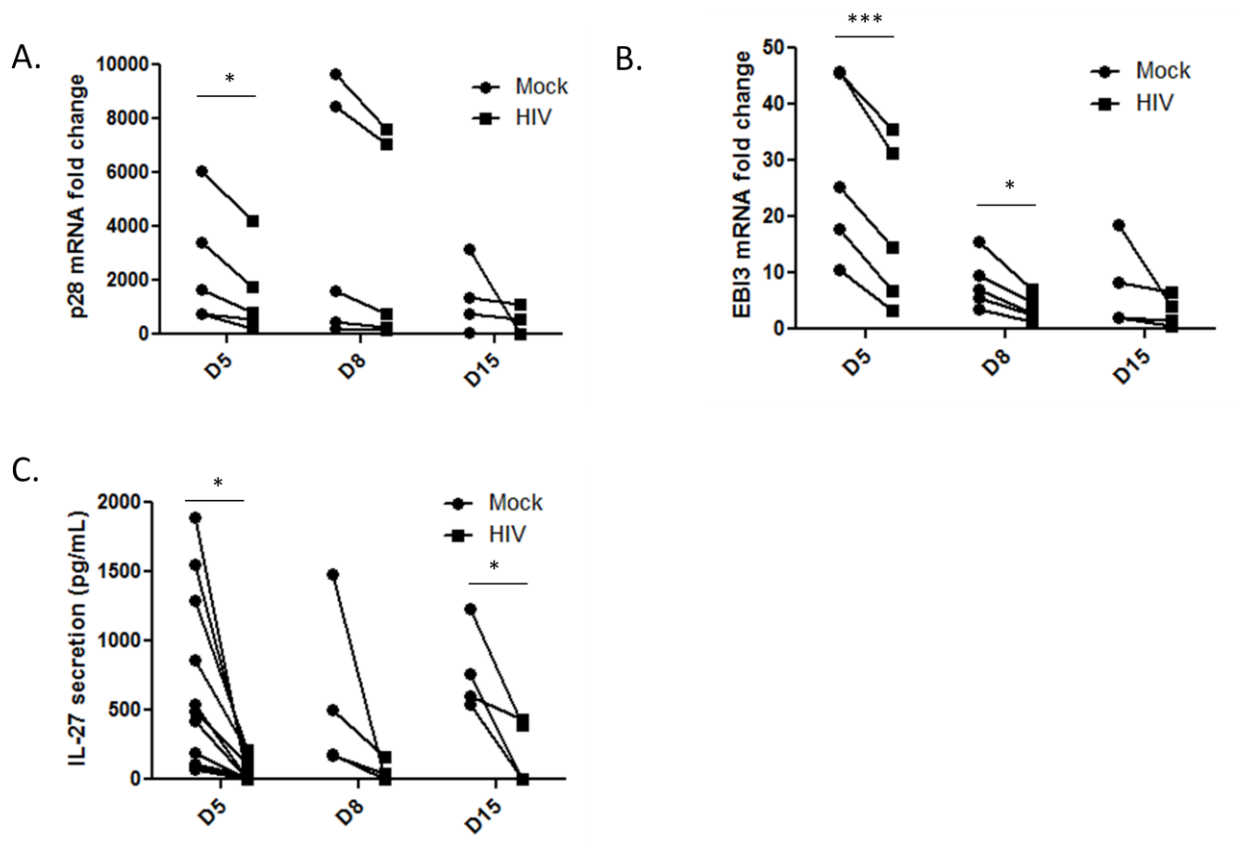 A.
p28 mRNA fold change
10000
8000
6000
4000
2000
0
*
Mock
HIV
D5
D8
D15
B.
EBI3 mRNA fold change
50
40
30
20
10
0
***
*
Mock
HIV
D5
D8
D15
C.
IL-27 secretion (pg/mL)
2000
1500
1000
500
0
*
*
Mock
HIV
D5
D8
D15